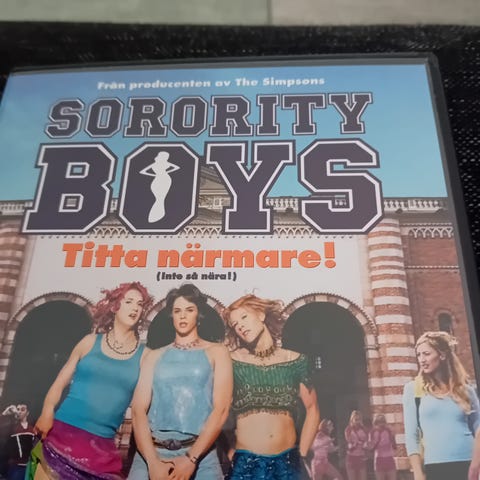 Från producenten av The Simpsons
SORORITY
BOYS
Titta närmare!
(Inte så nära!)